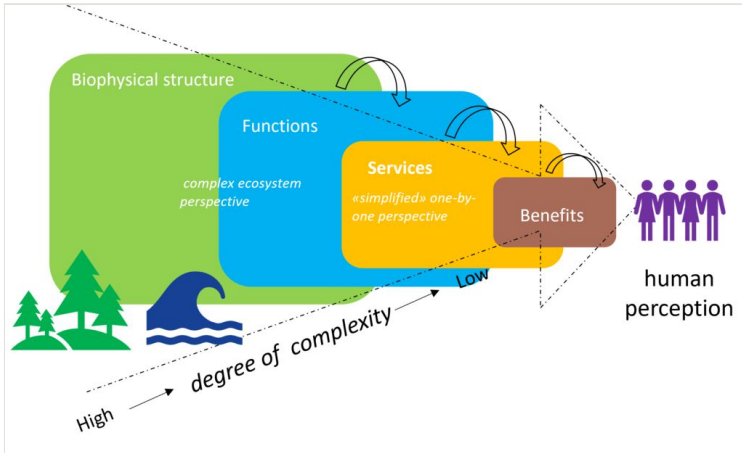 Biophysical structure
Functions
complex ecosystem
perspective
Services
«simplified» one-by-
one perspective
Benefits
human
perception
High
degree of complexity
Low